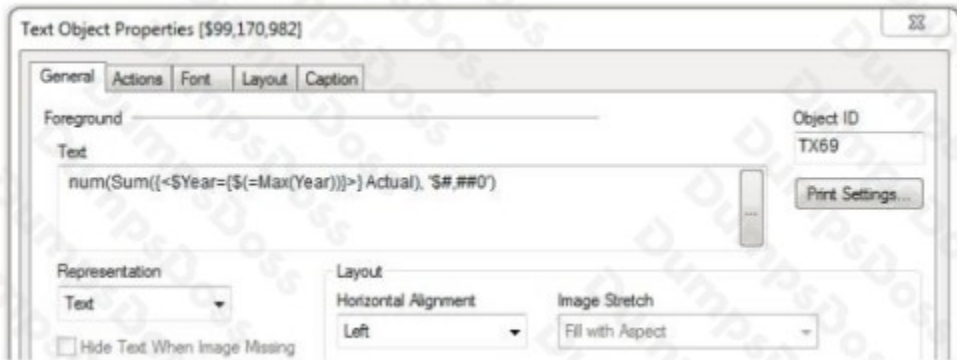 Text Object Properties [$99,170,982]
General Actions Font Layout Caption
Foreground
Object ID
Text
TX69
num(Sum({<$Year={$(=Max(Year))}>} Actual), '$#,##0')
...
Print Settings...
Representation
Layout
Text
Horizontal Alignment
Image Stretch
Left
Fill with Aspect
Hide Text When Image Missing
DumpsDoss